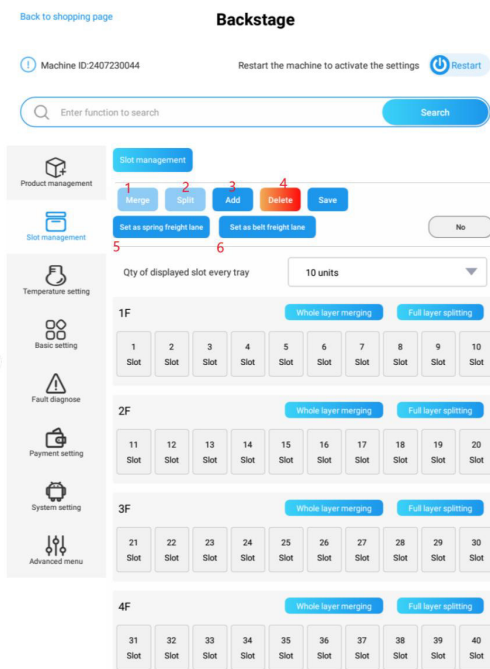 Back to shopping page
Backstage
Machine ID:2407230044
Restart the machine to activate the settings
Restart
Enter function to search
Search
Product management
Slot management
Temperature setting
Basic setting
Fault diagnose
Payment setting
System setting
Advanced menu
Slot management
1 2 3 4
Merge Split Add Delete Save
Set as spring freight lane Set as belt freight lane No
5 6
Qty of displayed slot every tray 10 units
1F Whole layer merging Full layer splitting
1 2 3 4 5 6 7 8 9 10
Slot Slot Slot Slot Slot Slot Slot Slot Slot Slot
2F Whole layer merging Full layer splitting
11 12 13 14 15 16 17 18 19 20
Slot Slot Slot Slot Slot Slot Slot Slot Slot Slot
3F Whole layer merging Full layer splitting
21 22 23 24 25 26 27 28 29 30
Slot Slot Slot Slot Slot Slot Slot Slot Slot Slot
4F Whole layer merging Full layer splitting
31 32 33 34 35 36 37 38 39 40
Slot Slot Slot Slot Slot Slot Slot Slot Slot Slot